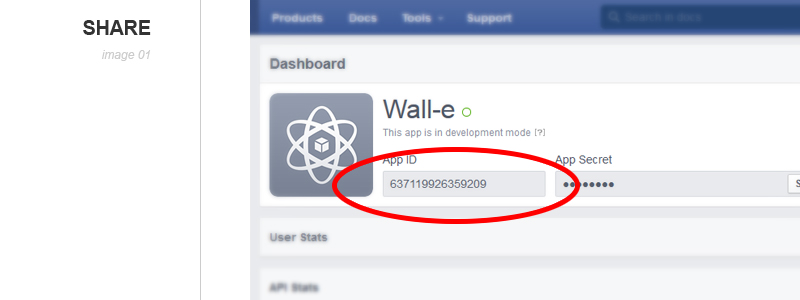 SHARE
image 01
Products Docs Tools Support
Search in docs
Dashboard
Wall-e
This app is in development mode [?]
App ID App Secret
637119926359209 ●●●●●●●●
S
User Stats
API Stats